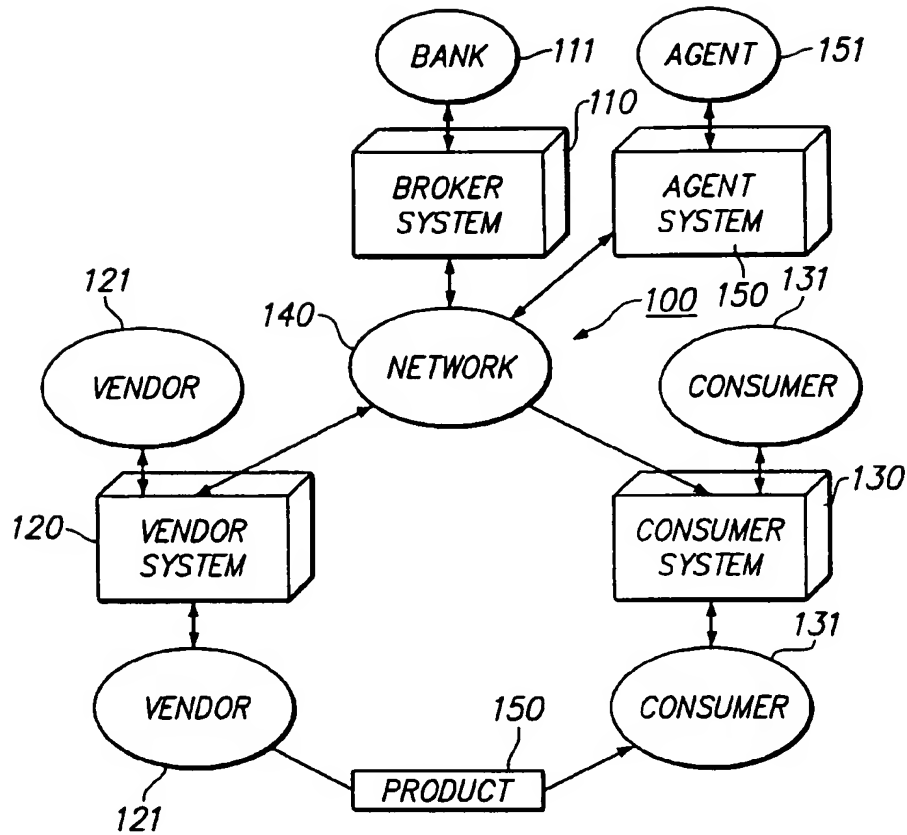 BANK
111
AGENT
151
110
BROKER
SYSTEM
AGENT
SYSTEM
150
121
140
100
131
VENDOR
NETWORK
CONSUMER
120
VENDOR
SYSTEM
CONSUMER
SYSTEM
130
131
VENDOR
CONSUMER
150
PRODUCT
121